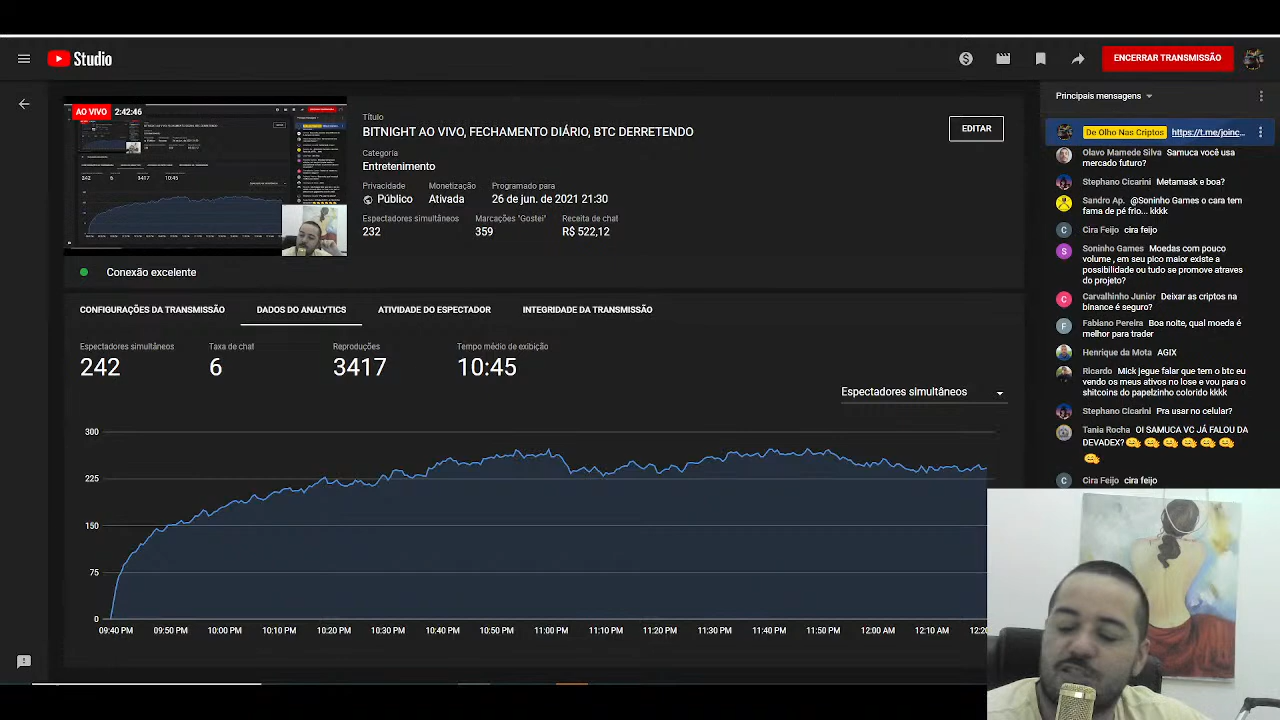 Studio
ENCERRAR TRANSMISSÃO
AO VIVO 2:42:46
Título
BITNIGHT AO VIVO, FECHAMENTO DIÁRIO, BTC DERRETENDO
EDITAR
Categoria
Entretenimento
Privacidade Monetização Programado para
Público Ativada 25 de jun. de 2021, 21:30
Espectadores simultâneos Marcações "Gostei" Receita de chat
232 359 R$ 522,12
Conexão excelente
CONFIGURAÇÕES DA TRANSMISSÃO DADOS DO ANALYTICS ATIVIDADE DO ESPECTADOR INTEGRIDADE DA TRANSMISSÃO
Espectadores simultâneos Taxa de chat Reproduções Tempo médio de exibição
242 6 3417 10:45
Espectadores simultâneos
300
225
150
75
0
09:40 PM 09:50 PM 10:00 PM 10:10 PM 10:20 PM 10:30 PM 10:40 PM 10:50 PM 11:00 PM 11:10 PM 11:20 PM 11:30 PM 11:40 PM 11:50 PM 12:00 AM 12:10 AM 12:20
Principais mensagens
De Olho Nas Criptos https://t.me/joinc...
Olavo Mamede Silva Samuca você usa
mercado futuro?
Stephano Cicarini Metamask e boa?
Sandro Ap. @Soninho Games o cara tem
fama de pé frio... kkkk
Cira Feijo cira feijo
S Soninho Games Moedas com pouco
volume , em seu pico maior existe a
possibilidade ou tudo se promove atraves
do projeto?
C Carvalhinho Junior Deixar as criptos na
binance é seguro?
F Fabiano Pereira Boa noite, qual moeda é
melhor para trader
Henrique da Mota AGIX
Ricardo Mick jegue falar que tem o btc eu
vendo os meus ativos no lose e vou para o
shitcoins do papelzinho colorido kkkk
Stephano Cicarini Pra usar no celular?
Tania Rocha OI SAMUCA VC JÁ FALOU DA
DEVADEX?
C Cira Feijo cira feijo